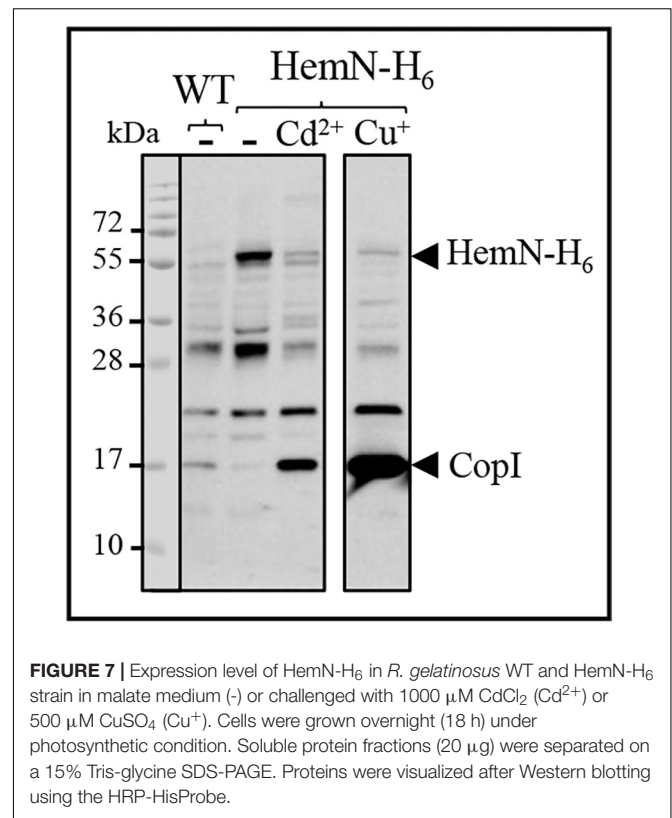 HemN-H₆
WT
kDa - - Cd²⁺ Cu⁺
72
55 HemN-H₆
36
28
17 CopI
10
FIGURE 7 | Expression level of HemN-H₆ in R. gelatinosus WT and HemN-H₆
strain in malate medium (-) or challenged with 1000 μM CdCl₂ (Cd²⁺) or
500 μM CuSO₄ (Cu⁺). Cells were grown overnight (18 h) under
photosynthetic condition. Soluble protein fractions (20 μg) were separated on
a 15% Tris-glycine SDS-PAGE. Proteins were visualized after Western blotting
using the HRP-HisProbe.